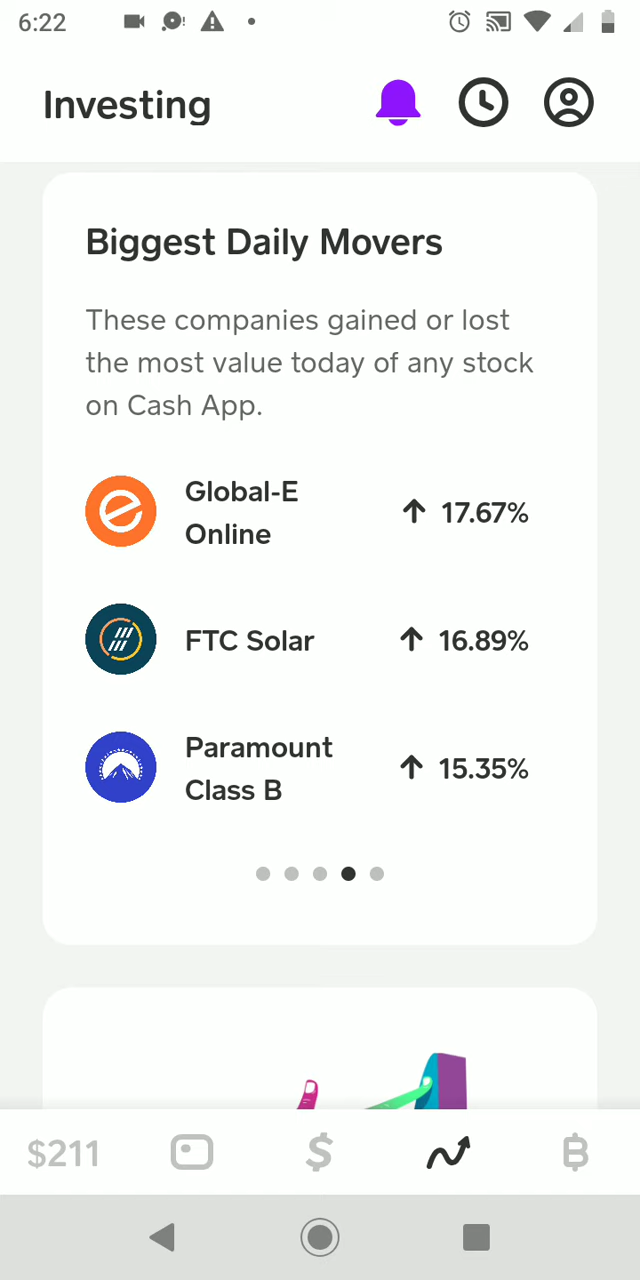 6:22
Investing
Biggest Daily Movers
These companies gained or lost
the most value today of any stock
on Cash App.
Global-E
Online
17.67%
FTC Solar
16.89%
Paramount
Class B
15.35%
$211